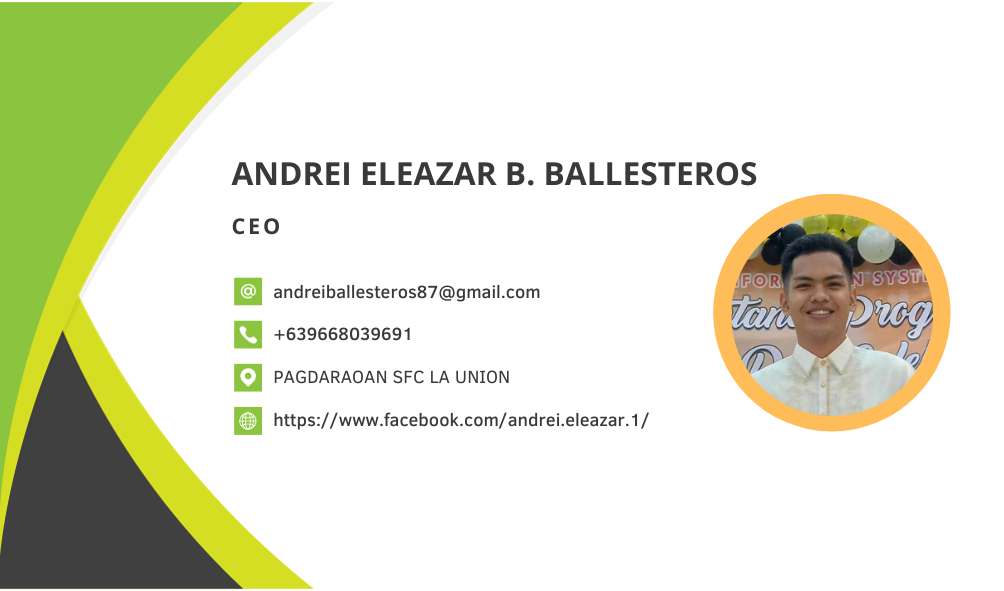 ANDREI ELEAZAR B. BALLESTEROS
CEO
@ andreiballesteros87@gmail.com
+639668039691
PAGDARAOAN SFC LA UNION
https://www.facebook.com/andrei.eleazar.1/